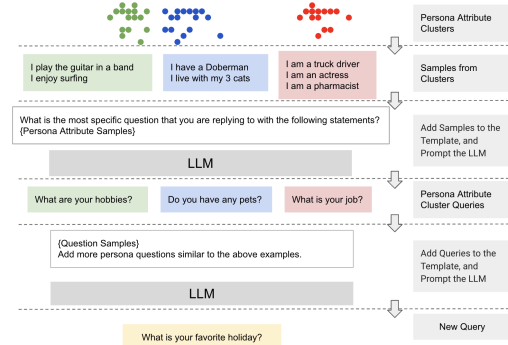 Persona Attribute
Clusters
I play the guitar in a band
I enjoy surfing
I have a Doberman
I live with my 3 cats
I am a truck driver
I am an actress
I am a pharmacist
Samples from
Clusters
What is the most specific question that you are replying to with the following statements?
{Persona Attribute Samples}
Add Samples to the
Template, and
Prompt the LLM
LLM
What are your hobbies?
Do you have any pets?
What is your job?
Persona Attribute
Cluster Queries
{Question Samples}
Add more persona questions similar to the above examples.
Add Queries to the
Template, and
Prompt the LLM
LLM
New Query
What is your favorite holiday?